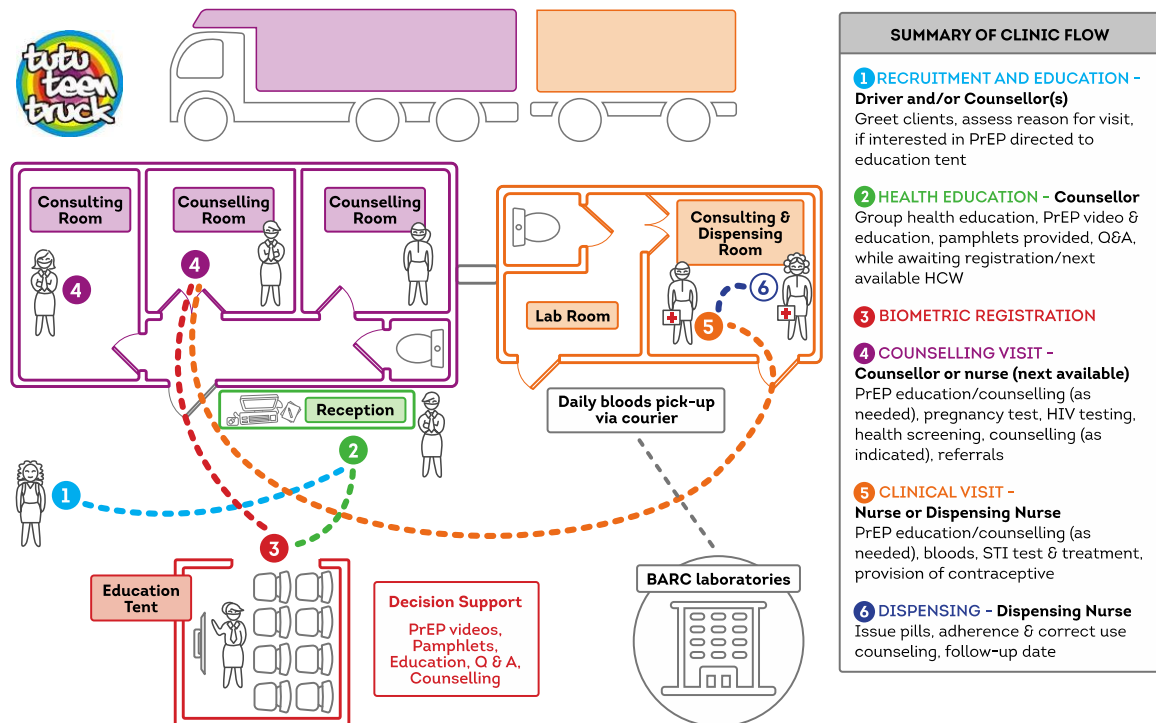 tutu
teen
truck
Consulting
Room
Counselling
Room
Counselling
Room
4
4
Consulting &
Dispensing
Room
Lab Room
6
5
Reception
Daily bloods pick-up
via courier
2
1
3
Education
Tent
Decision Support
PrEP videos,
Pamphlets,
Education, Q & A,
Counselling
BARC laboratories
SUMMARY OF CLINIC FLOW
1 RECRUITMENT AND EDUCATION –
Driver and/or Counsellor(s)
Greet clients, assess reason for visit,
if interested in PrEP directed to
education tent
2 HEALTH EDUCATION – Counsellor
Group health education, PrEP video &
education, pamphlets provided, Q&A,
while awaiting registration/next
available HCW
3 BIOMETRIC REGISTRATION
4 COUNSELLING VISIT –
Counsellor or nurse (next available)
PrEP education/counselling (as
needed), pregnancy test, HIV testing,
health screening, counselling (as
indicated), referrals
5 CLINICAL VISIT –
Nurse or Dispensing Nurse
PrEP education/counselling (as
needed), bloods, STI test & treatment,
provision of contraceptive
6 DISPENSING – Dispensing Nurse
Issue pills, adherence & correct use
counseling, follow-up date